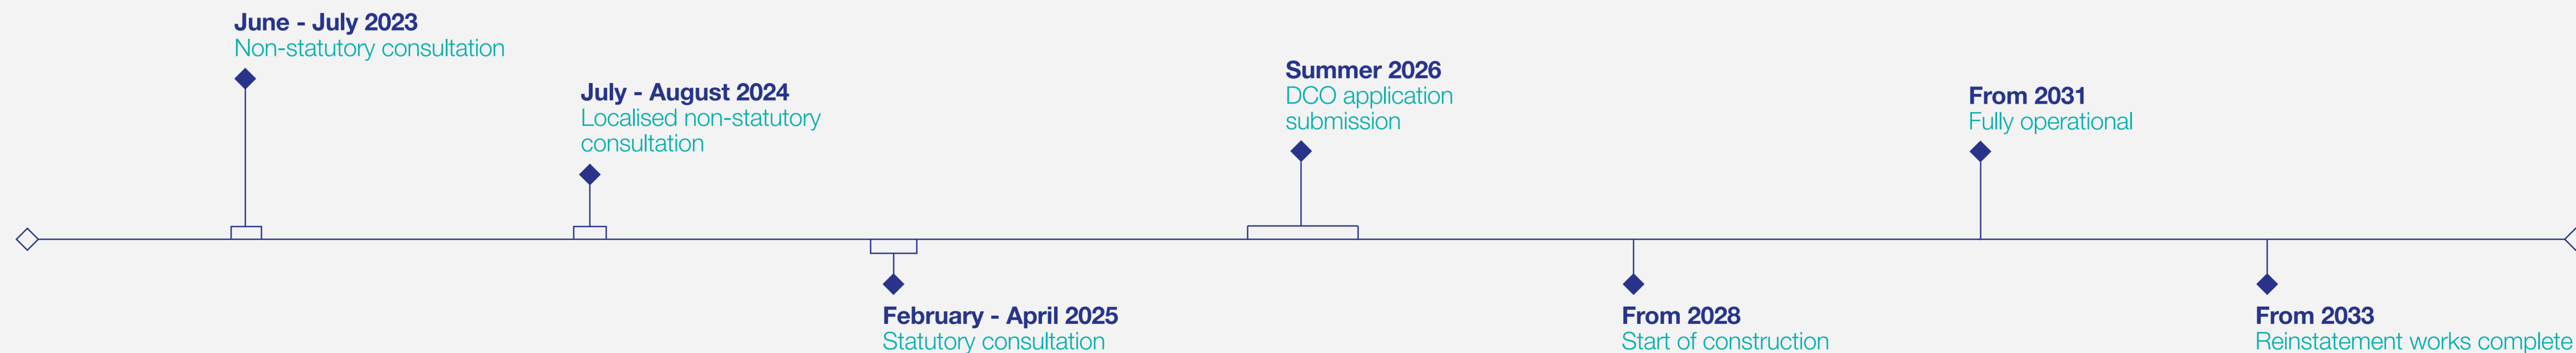 June - July 2023
Non-statutory consultation
July - August 2024
Localised non-statutory
consultation
February - April 2025
Statutory consultation
Summer 2026
DCO application
submission
From 2028
Start of construction
From 2031
Fully operational
From 2033
Reinstatement works complete